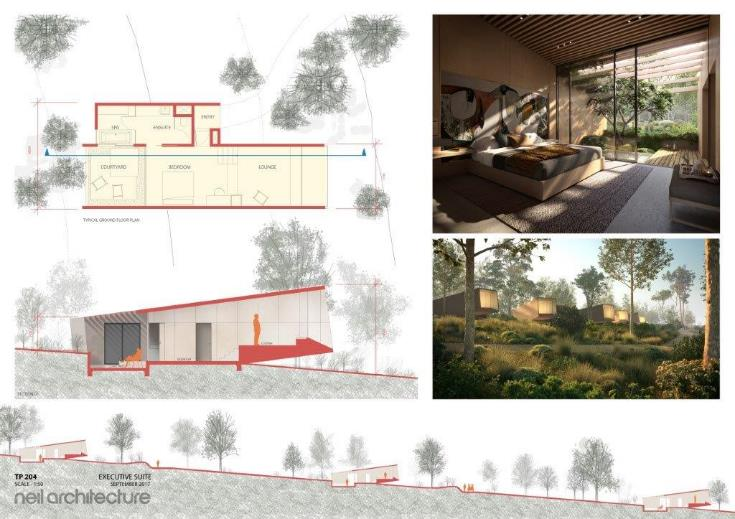 ENTRY
SPA
ENSUITE
COURTYARD
BEDROOM
LOUNGE
TYPICAL GROUND FLOOR PLAN
TP 204
EXECUTIVE SUITE
SCALE - 1:50
SEPTEMBER 2017
neil architecture